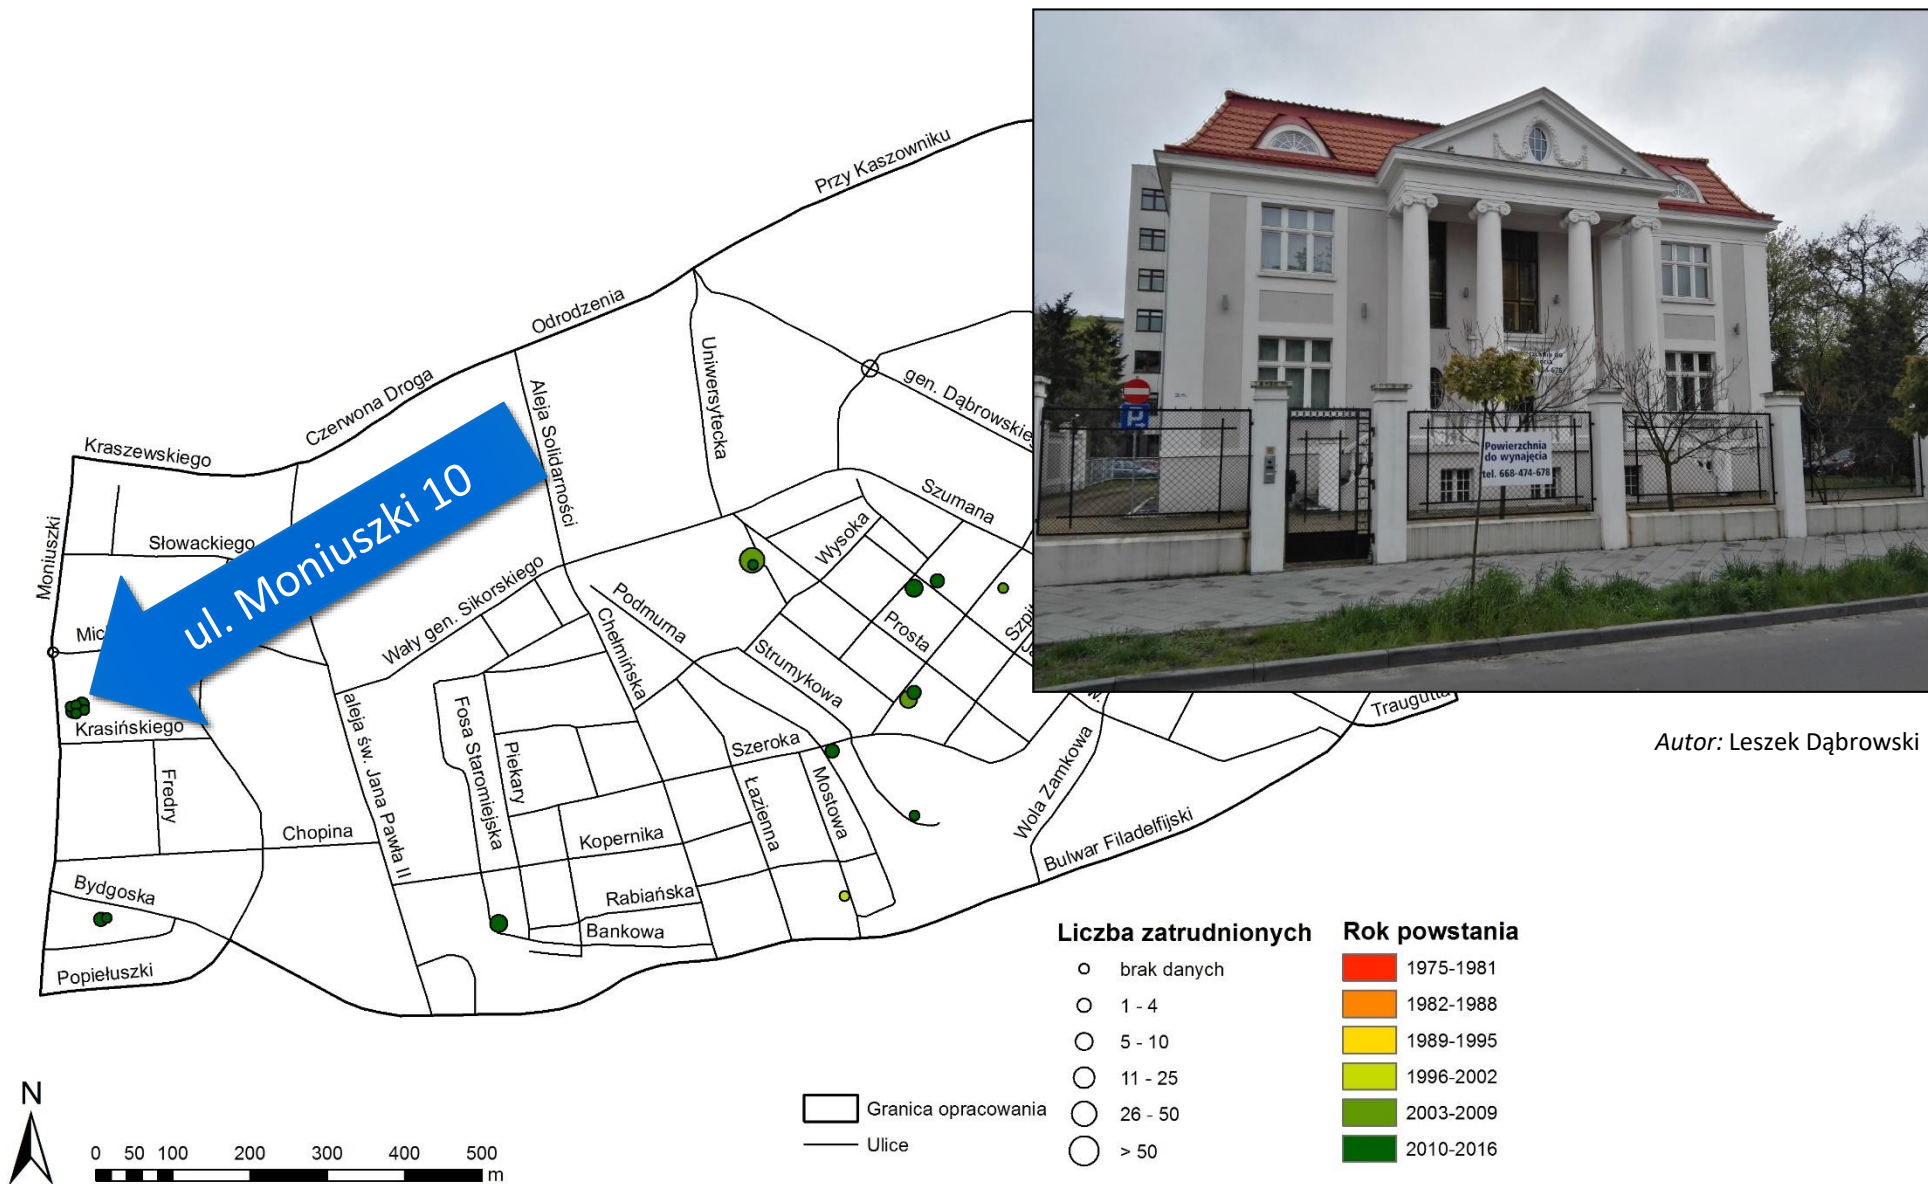 Przy Kaszowniku
Odrodzenia
Czerwona Droga
Kraszewskiego
Aleja Solidarności
Uniwersytecka
gen. Dąbrowskie
Moniuszki
Słowackiego
ul. Moniuszki 10
Mic
Szumana
Wysoka
Wały gen. Sikorskiego
Podmurna
Chełmińska
Prosta
Strumykowa
Szpit
Krasińskiego
Fredry
aleja św. Jana Pawła II
Fosa Staromiejska
Piekary
Szeroka
Łazienna
Mostowa
Wola Zamkowa
Traugutta
Chopina
Kopernika
Bulwar Filadelfijski
Bydgoska
Rabiańska
Bankowa
Popiełuszki
Powierzchnia
do wynajęcia
tel. 668-474-678
P
Autor: Leszek Dąbrowski
Liczba zatrudnionych
brak danych
1 - 4
5 - 10
11 - 25
26 - 50
> 50
Rok powstania
1975-1981
1982-1988
1989-1995
1996-2002
2003-2009
2010-2016
Granica opracowania
Ulice
N
0 50 100 200 300 400 500
m